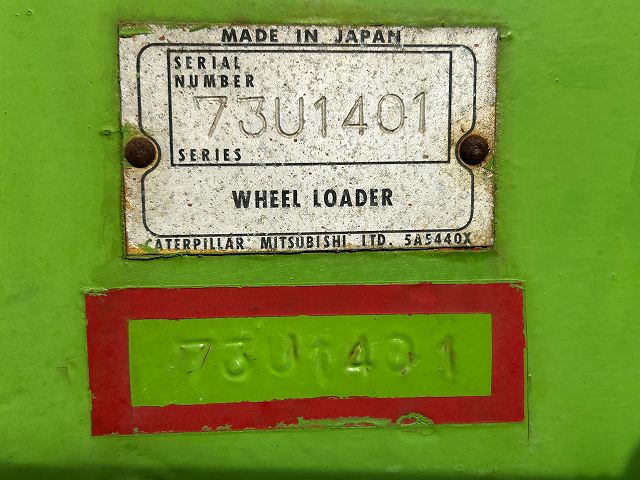 MADE IN JAPAN
SERIAL
NUMBER
73U1401
SERIES
WHEEL LOADER
CATERPILLAR MITSUBISHI LTD. 5A5440X
73U1401